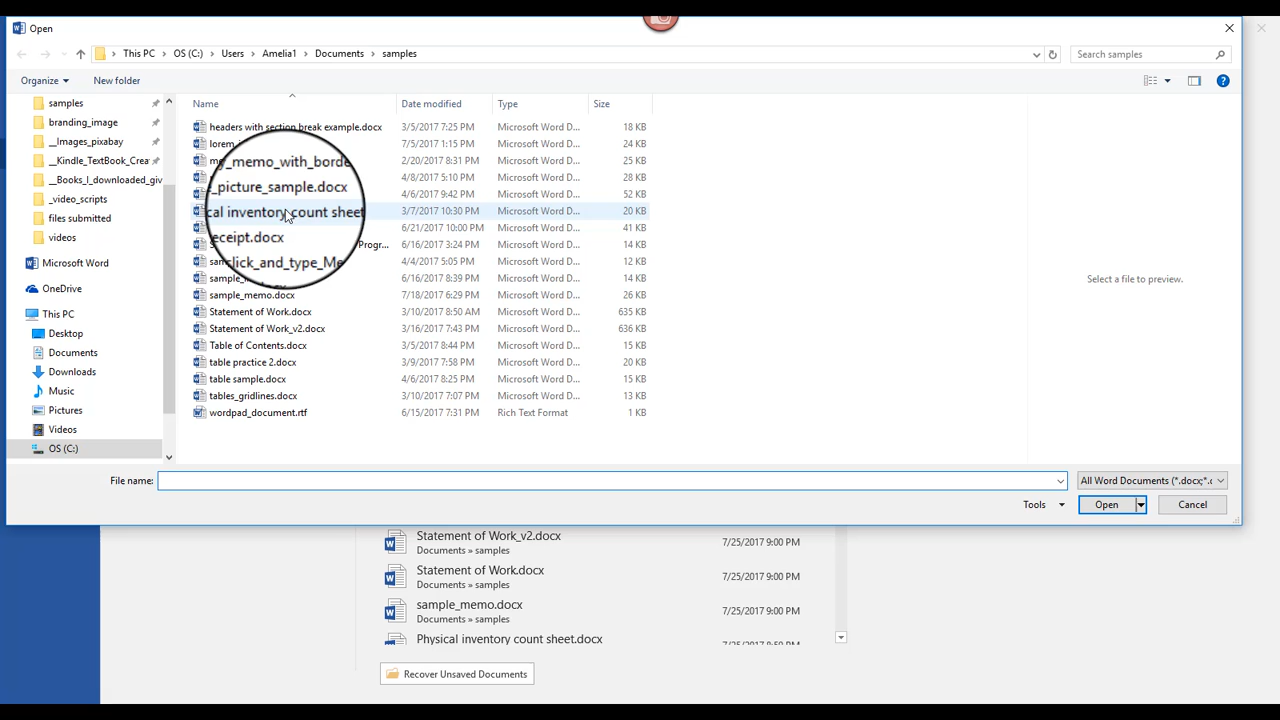 Open
This PC > OS (C:) > Users > Amelia1 > Documents > samples
Search samples
Organize
New folder
Name Date modified Type Size
samples
branding_image
__Images_pixabay
__Kindle_TextBook_Crea
__Books_I_downloaded_giv
_video_scripts
files submitted
videos
Microsoft Word
OneDrive
This PC
Desktop
Documents
Downloads
Music
Pictures
Videos
OS (C:)
headers with section break example.docx 3/5/2017 7:25 PM Microsoft Word D... 18 KB
lorem 7/5/2017 1:15 PM Microsoft Word D... 24 KB
my_memo_with_borde 2/20/2017 8:31 PM Microsoft Word D... 25 KB
_picture_sample.docx 4/8/2017 5:10 PM Microsoft Word D... 28 KB
4/6/2017 9:42 PM Microsoft Word D... 52 KB
cal inventory count sheet 3/7/2017 10:30 PM Microsoft Word D... 20 KB
eceipt.docx 6/21/2017 10:00 PM Microsoft Word D... 41 KB
Progr... 6/16/2017 3:24 PM Microsoft Word D... 14 KB
click_and_type_Me 4/4/2017 5:05 PM Microsoft Word D... 12 KB
sample_ 6/16/2017 8:39 PM Microsoft Word D... 14 KB
sample_memo.docx 7/18/2017 6:29 PM Microsoft Word D... 26 KB
Statement of Work.docx 3/10/2017 8:50 AM Microsoft Word D... 635 KB
Statement of Work_v2.docx 3/16/2017 7:43 PM Microsoft Word D... 636 KB
Table of Contents.docx 3/5/2017 8:44 PM Microsoft Word D... 15 KB
table practice 2.docx 3/9/2017 7:58 PM Microsoft Word D... 20 KB
table sample.docx 4/6/2017 8:25 PM Microsoft Word D... 15 KB
tables_gridlines.docx 3/10/2017 7:07 PM Microsoft Word D... 13 KB
wordpad_document.rtf 6/15/2017 7:31 PM Rich Text Format 1 KB
Select a file to preview.
File name:
All Word Documents (*.docx;*.c
Tools
Open
Cancel
Statement of Work_v2.docx 7/25/2017 9:00 PM
Documents » samples
Statement of Work.docx 7/25/2017 9:00 PM
Documents » samples
sample_memo.docx 7/25/2017 9:00 PM
Documents » samples
Physical inventory count sheet.docx 7/25/2017 8:59 PM
Recover Unsaved Documents